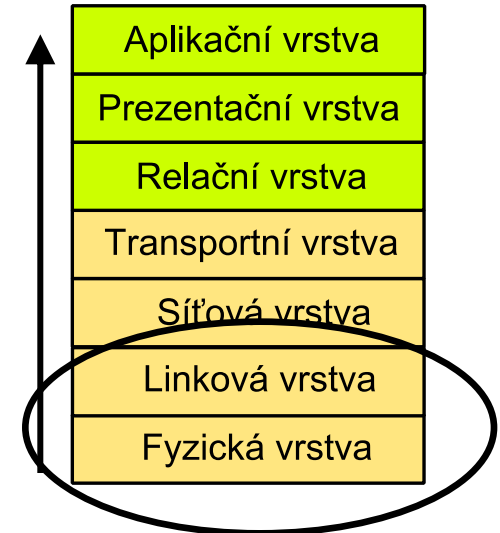 Aplikační vrstva
Prezentační vrstva
Relační vrstva
Transportní vrstva
Síťová vrstva
Linková vrstva
Fyzická vrstva